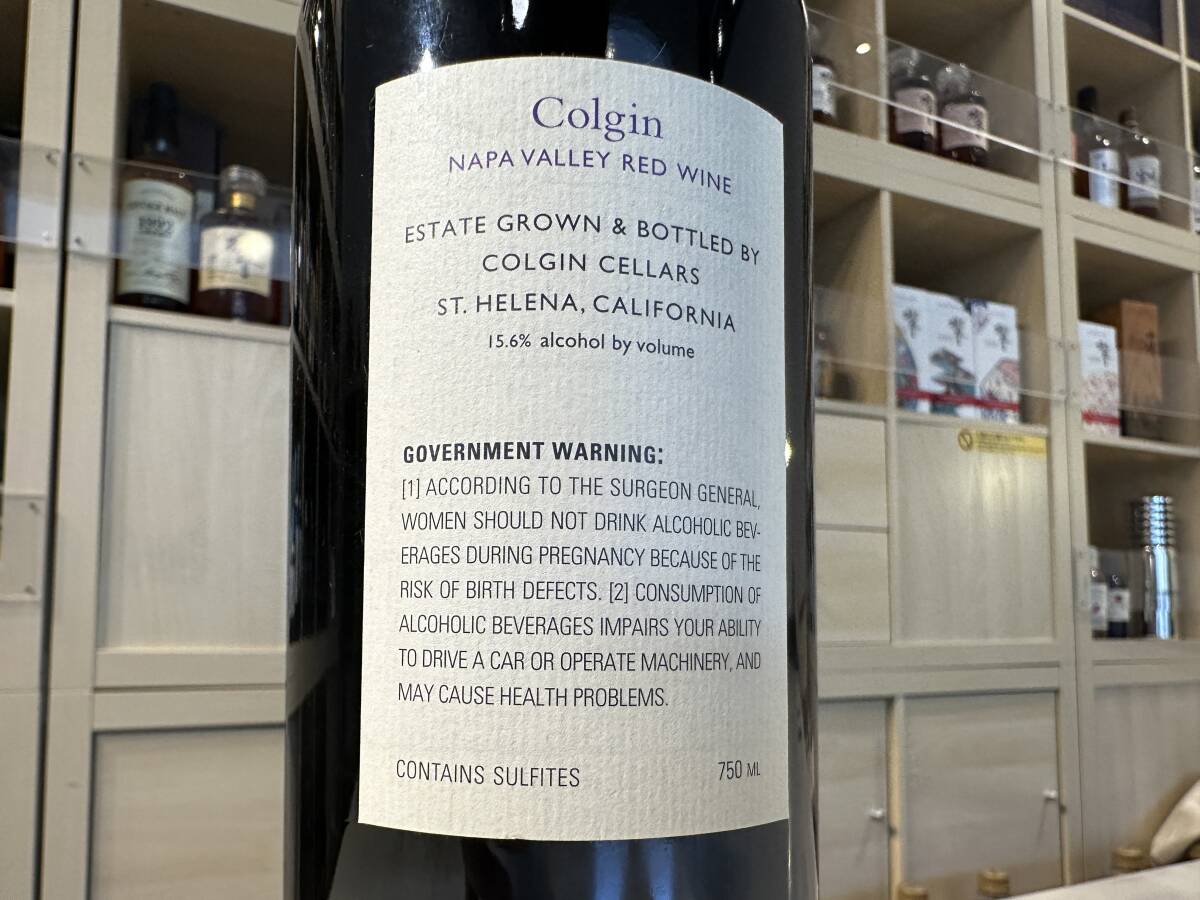 Colgin
NAPA VALLEY RED WINE
ESTATE GROWN & BOTTLED BY
COLGIN CELLARS
ST. HELENA, CALIFORNIA
15.6% alcohol by volume
GOVERNMENT WARNING:
[1] ACCORDING TO THE SURGEON GENERAL,
WOMEN SHOULD NOT DRINK ALCOHOLIC BEV-
ERAGES DURING PREGNANCY BECAUSE OF THE
RISK OF BIRTH DEFECTS. [2] CONSUMPTION OF
ALCOHOLIC BEVERAGES IMPAIRS YOUR ABILITY
TO DRIVE A CAR OR OPERATE MACHINERY, AND
MAY CAUSE HEALTH PROBLEMS.
CONTAINS SULFITES 750 ML